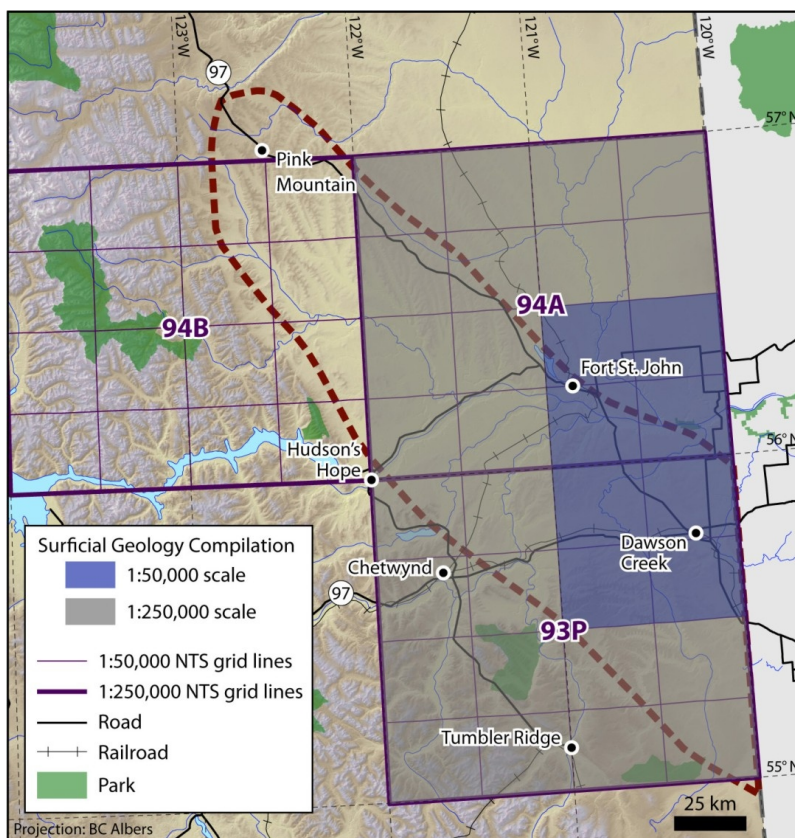 123°W
122°W
121°W
120°W
97
57° N
Pink
Mountain
94A
94B
Fort St. John
56° N
Hudson's
Hope
Dawson
Creek
Chetwynd
97
93P
Tumbler Ridge
55° N
Surficial Geology Compilation
1:50,000 scale
1:250,000 scale
1:50,000 NTS grid lines
1:250,000 NTS grid lines
Road
Railroad
Park
25 km
Projection: BC Albers